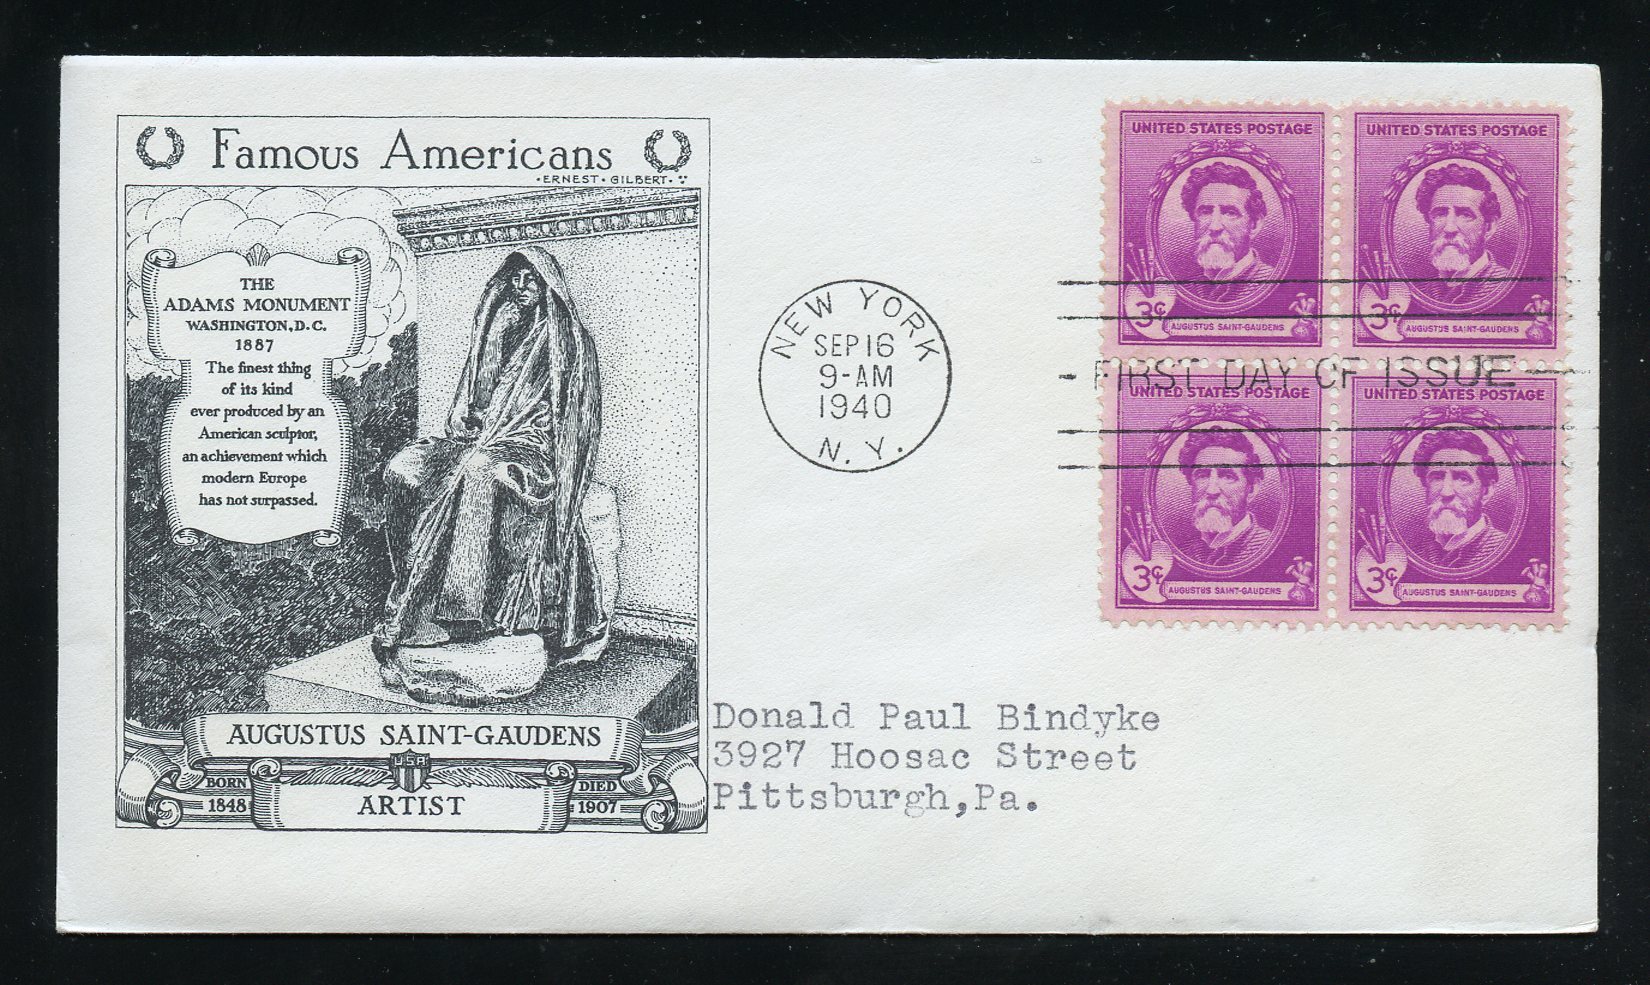 Famous Americans
·ERNEST·GILBERT·
THE
ADAMS MONUMENT
WASHINGTON, D.C.
1887
The finest thing
of its kind
ever produced by an
American sculptor,
an achievement which
modern Europe
has not surpassed.
AUGUSTUS SAINT-GAUDENS
USA
BORN
1848
ARTIST
DIED
1907
NEW YORK
SEP 16
9-AM
1940
N.Y.
UNITED STATES POSTAGE
3¢
AUGUSTUS SAINT-GAUDENS
UNITED STATES POSTAGE
3¢
AUGUSTUS SAINT-GAUDENS
FIRST DAY OF ISSUE
UNITED STATES POSTAGE
3¢
AUGUSTUS SAINT-GAUDENS
UNITED STATES POSTAGE
3¢
AUGUSTUS SAINT-GAUDENS
Donald Paul Bindyke
3927 Hoosac Street
Pittsburgh,Pa.